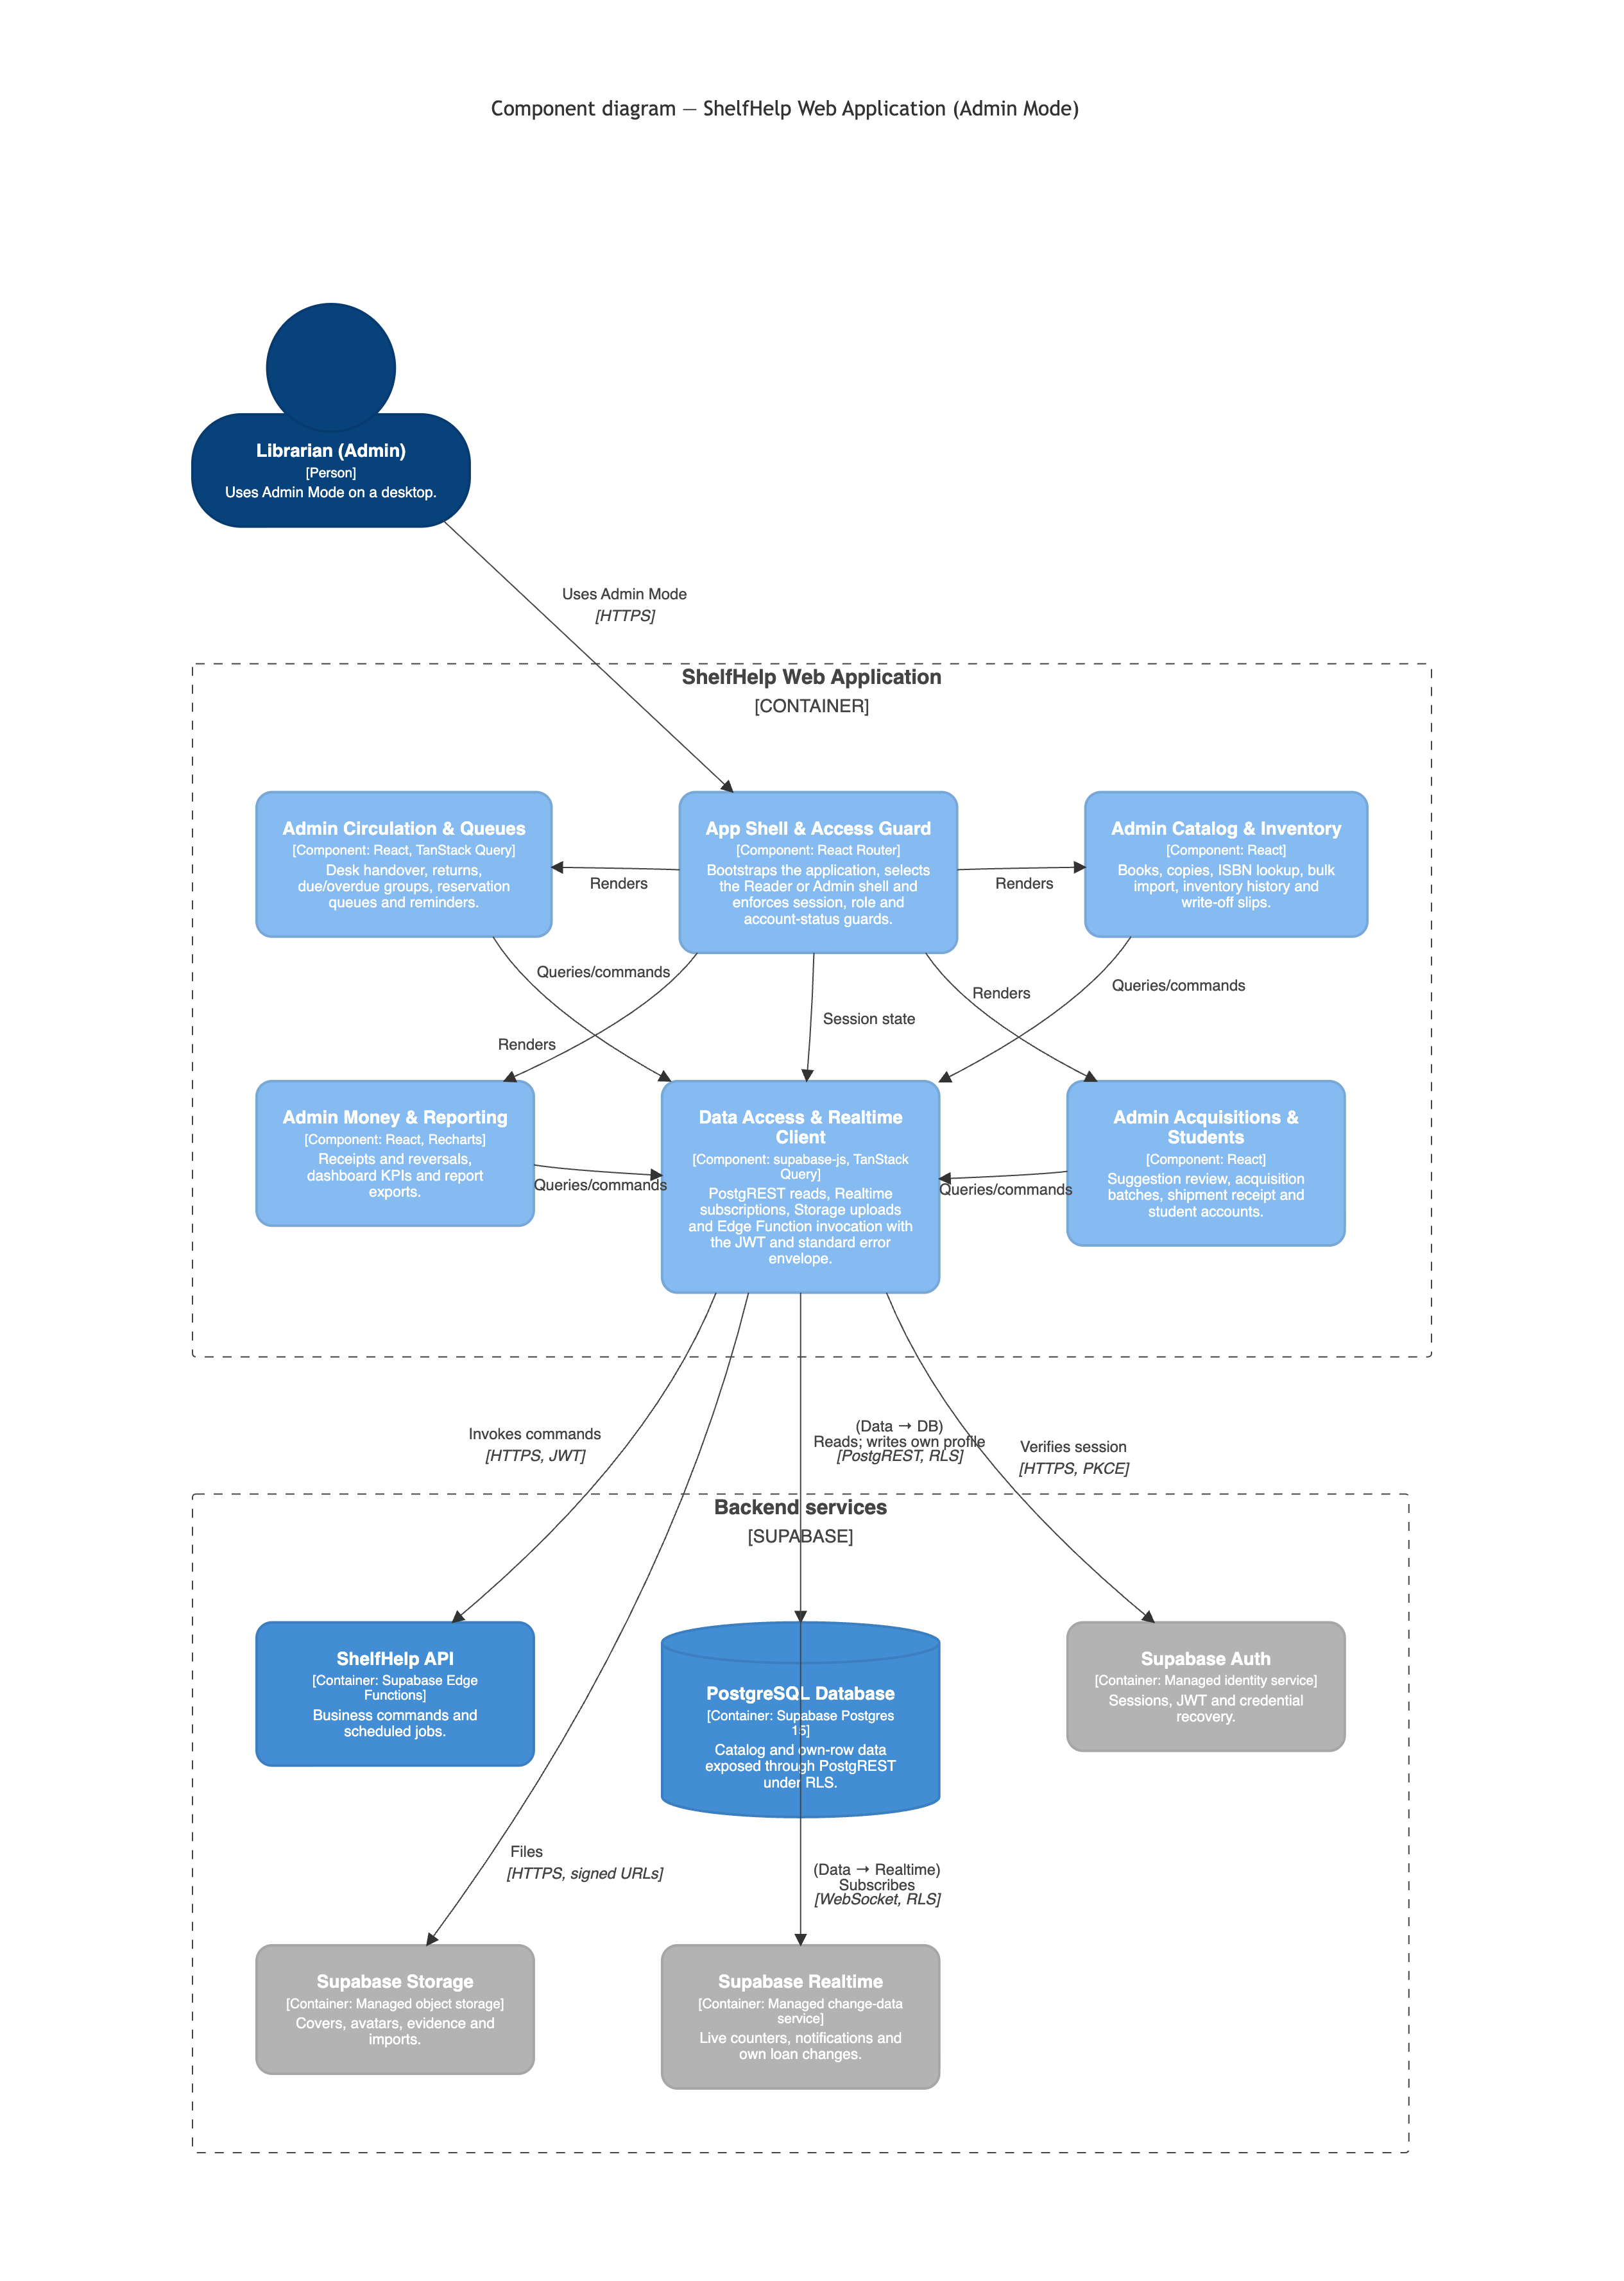 Component diagram — ShelfHelp Web Application (Admin Mode)
Librarian (Admin)
[Person]
Uses Admin Mode on a desktop.
Uses Admin Mode
[HTTPS]
ShelfHelp Web Application
[CONTAINER]
Admin Circulation & Queues
[Component: React, TanStack Query]
Desk handover, returns,
due/overdue groups, reservation
queues and reminders.
Renders
App Shell & Access Guard
[Component: React Router]
Bootstraps the application, selects
the Reader or Admin shell and
enforces session, role and
account-status guards.
Renders
Admin Catalog & Inventory
[Component: React]
Books, copies, ISBN lookup, bulk
import, inventory history and
write-off slips.
Queries/commands
Renders
Session state
Renders
Queries/commands
Admin Money & Reporting
[Component: React, Recharts]
Receipts and reversals,
dashboard KPIs and report
exports.
Queries/commands
Data Access & Realtime
Client
[Component: supabase-js, TanStack
Query]
PostgREST reads, Realtime
subscriptions, Storage uploads
and Edge Function invocation with
the JWT and standard error
envelope.
Queries/commands
Admin Acquisitions &
Students
[Component: React]
Suggestion review, acquisition
batches, shipment receipt and
student accounts.
Invokes commands
[HTTPS, JWT]
(Data → DB)
Reads; writes own profile
[PostgREST, RLS]
Verifies session
[HTTPS, PKCE]
Backend services
[SUPABASE]
ShelfHelp API
[Container: Supabase Edge
Functions]
Business commands and
scheduled jobs.
PostgreSQL Database
[Container: Supabase Postgres
15]
Catalog and own-row data
exposed through PostgREST
under RLS.
Supabase Auth
[Container: Managed identity service]
Sessions, JWT and credential
recovery.
Files
[HTTPS, signed URLs]
(Data → Realtime)
Subscribes
[WebSocket, RLS]
Supabase Storage
[Container: Managed object storage]
Covers, avatars, evidence and
imports.
Supabase Realtime
[Container: Managed change-data
service]
Live counters, notifications and
own loan changes.